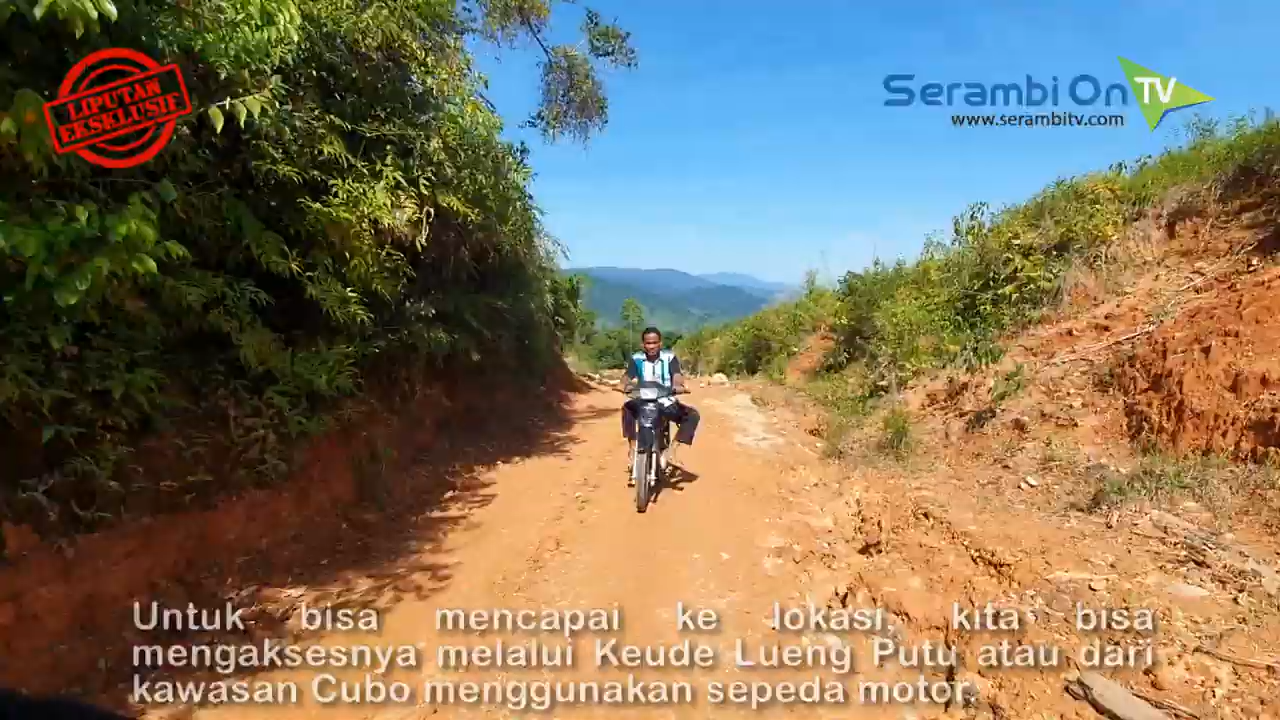 LIPUTAN
EKSKLUSIF
Serambi On TV
www.serambitv.com
Untuk bisa mencapai ke lokasi, kita bisa
mengaksesnya melalui Keude Lueng Putu atau dari
kawasan Cubo menggunakan sepeda motor.